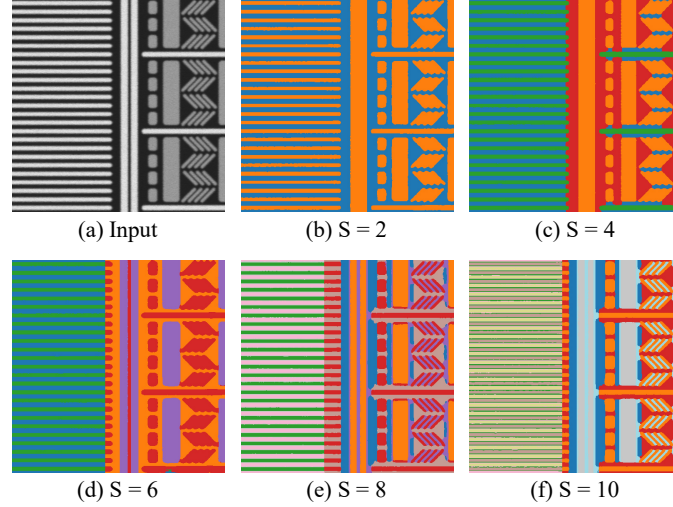 (a) Input
(b) S = 2
(c) S = 4
(d) S = 6
(e) S = 8
(f) S = 10